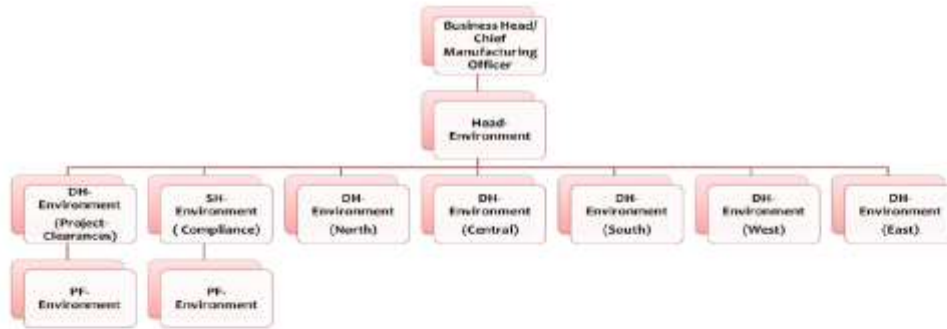 Business Head/
Chief
Manufacturing
Officer
Head-
Environment
DH-
Environment
(Project-
Clearances)
SH-
Environment
( Compliance)
DH-
Environment
(North)
DH-
Environment
(Central)
DH-
Environment
(South)
DH-
Environment
(West)
DH-
Environment
(East)
PF-
Environment
PF-
Environment